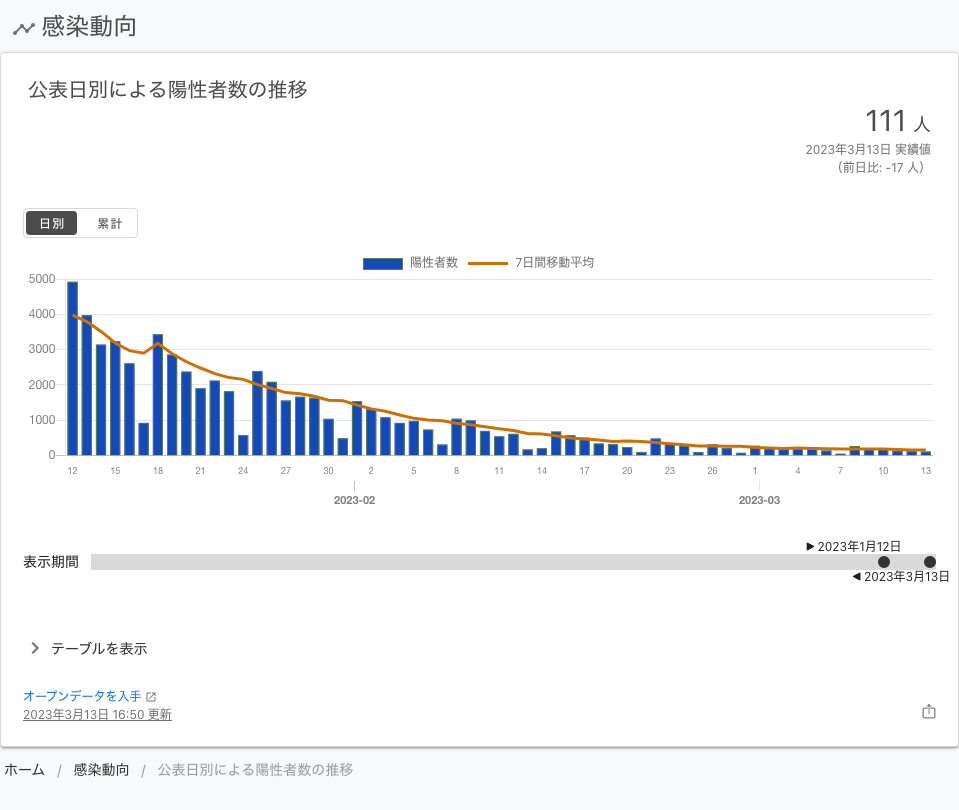 感染動向
公表日別による陽性者数の推移
111 人
2023年3月13日 実績値
（前日比: -17 人）
日別 累計
陽性者数 7日間移動平均
5000
4000
3000
2000
1000
0
12 15 18 21 24 27 30 2 5 8 11 14 17 20 23 26 1 4 7 10 13
2023-02 2023-03
2023年1月12日
表示期間
2023年3月13日
テーブルを表示
オープンデータを入手
2023年3月13日 16:50 更新
ホーム / 感染動向 / 公表日別による陽性者数の推移